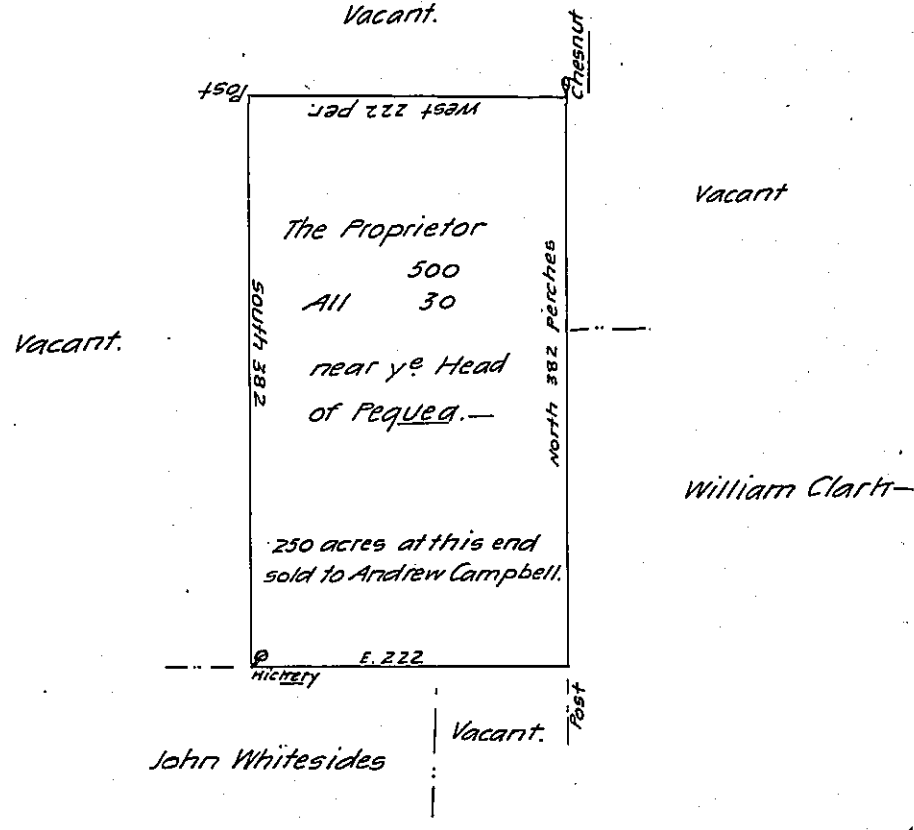 Vacant.
Chesnut
Post
West 222 per.
Vacant
The Proprietor
500
All 30
South 382
North 382 Perches
Vacant.
near ye Head
of Pequea.—
William Clark—
250 acres at this end
sold to Andrew Campbell.
E. 222
Hickery
Post
Vacant.
John Whitesides